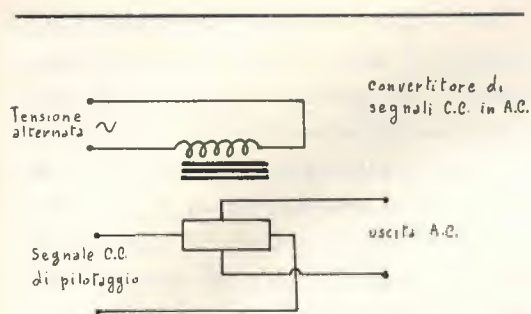 convertitore di
segnali C.C. in A.C.
Tensione
alternata
Segnale C.C.
di pilotaggio
uscita A.C.